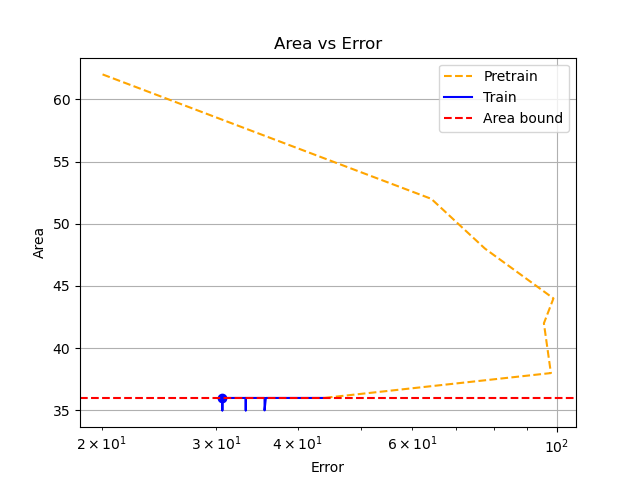 Area vs Error
Pretrain
Train
Area bound
60
55
50
45
40
35
Area
2 × 10¹
3 × 10¹
4 × 10¹
6 × 10¹
10²
Error